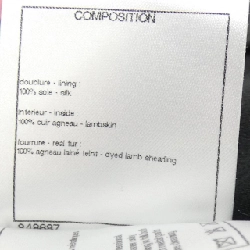 COMPOSITION
doublure - lining :
100% soie - silk
interieur - inside
100% cuir agneau - lambskin
fourrure - real fur :
100% agneau lainé teint - dyed lamb shearling